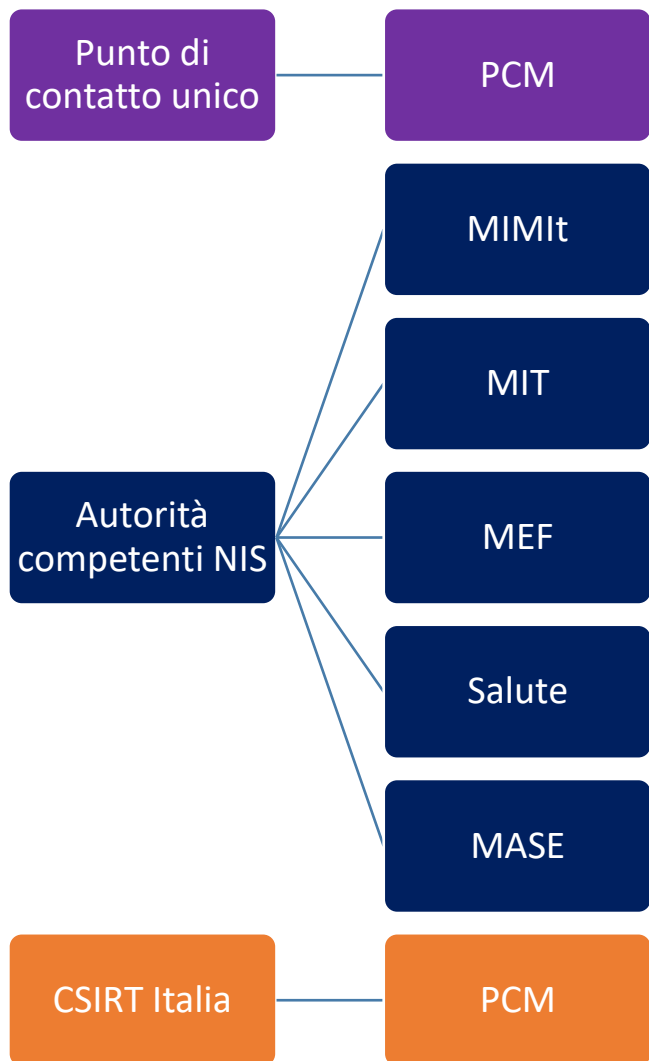 Punto di
contatto unico
PCM
MIMIt
MIT
Autorità
competenti NIS
MEF
Salute
MASE
CSIRT Italia
PCM